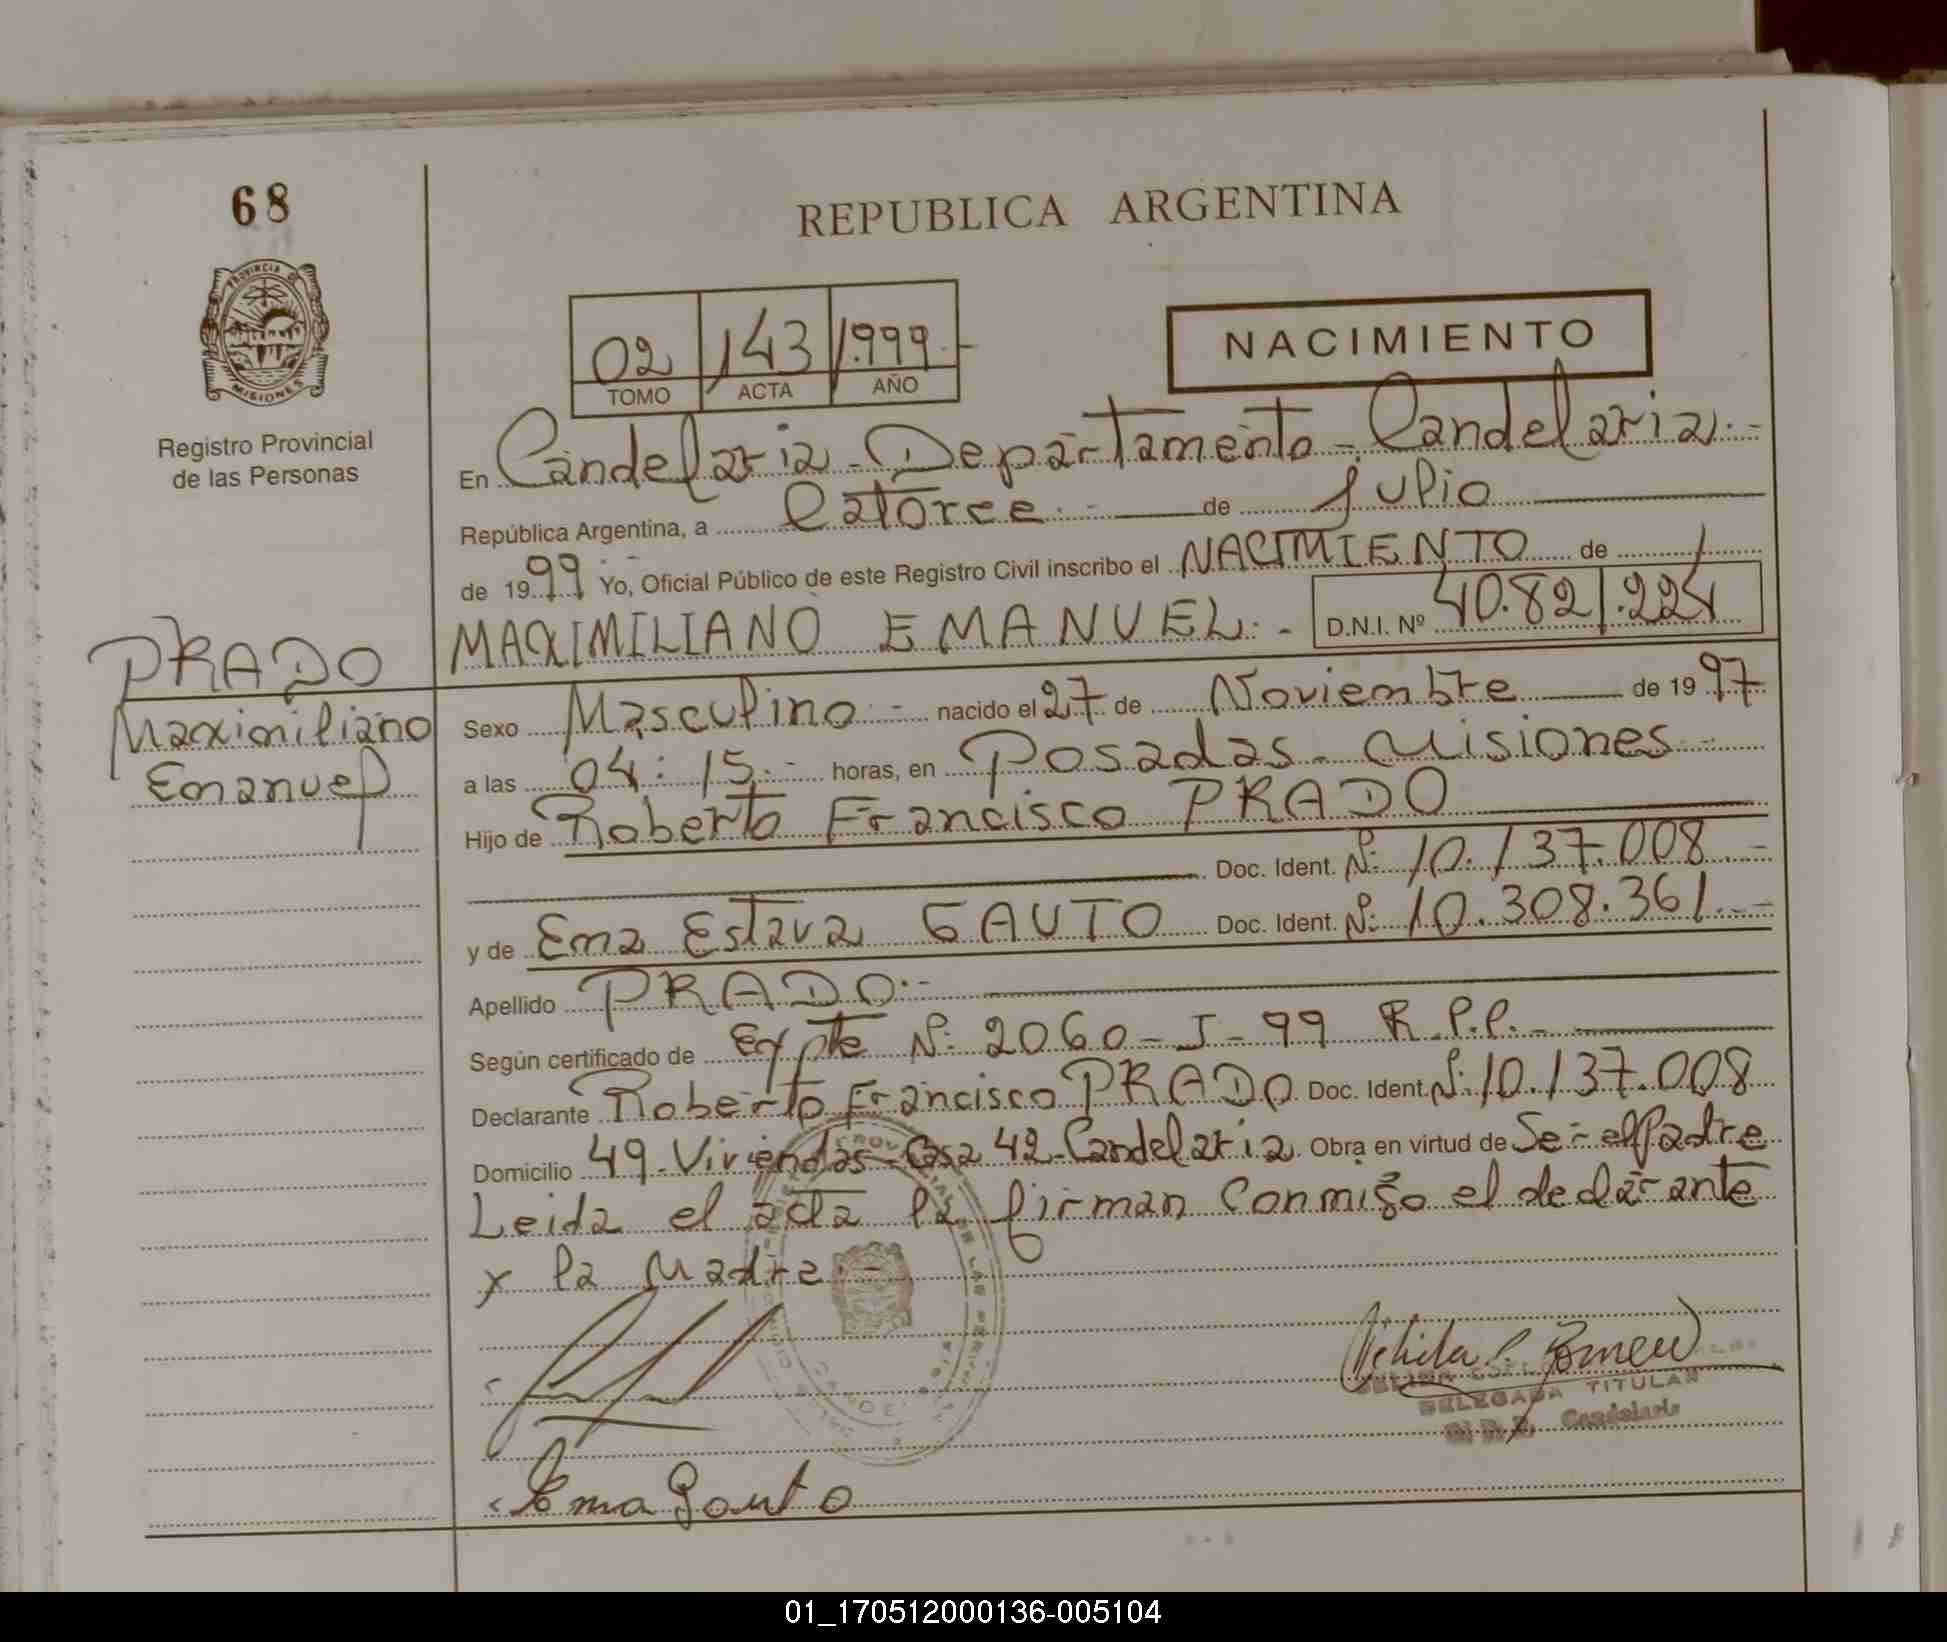 68
REPUBLICA ARGENTINA
PROVINCIA DE
MISIONES
Registro Provincial
de las Personas
02 143 1.999.-
TOMO ACTA AÑO
NACIMIENTO
En Candelaria - Departamento - Candelaria.-
República Argentina, a Catorce.- de Julio
de 1999 Yo, Oficial Público de este Registro Civil inscribo el NACIMIENTO de
MAXIMILIANO EMANUEL.- D.N.I. Nº 40.821.224
PRADO
Maximiliano
Emanuel
Sexo Masculino.- nacido el 27 de Noviembre de 1997
a las 04:15.- horas, en Posadas - Misiones.-
Hijo de Roberto Francisco PRADO
Doc. Ident. Nº: 10.137.008.-
y de Ema Estava GAUTO Doc. Ident. Nº: 10.308.361.-
Apellido PRADO.-
Según certificado de Expte Nº: 2060-J-99 R.P.P.-
Declarante Roberto Francisco PRADO Doc. Ident. Nº: 10.137.008
Domicilio 49 - Viviendas - Casa 42 - Candelaria Obra en virtud de Ser el Padre
Leida el acta la firman conmigo el declarante
y la Madre.-
DELEGADA TITULAR
Candelaria
Ema Gauto
01_170512000136-005104